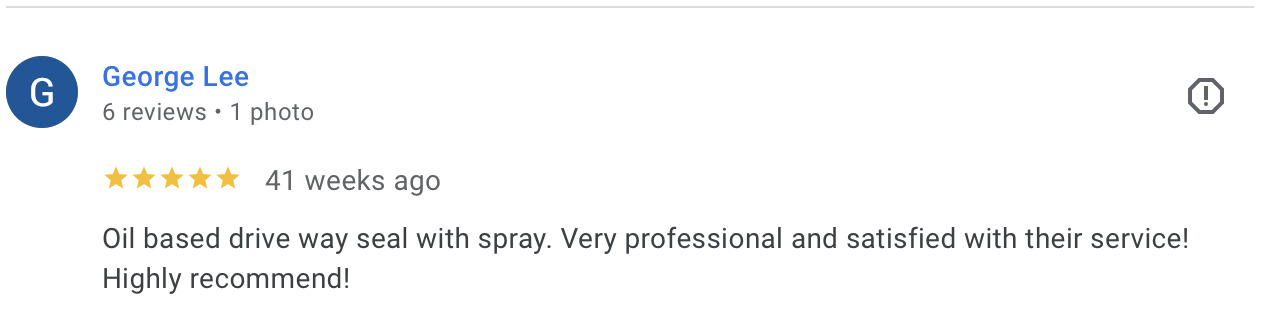 G
George Lee
6 reviews • 1 photo
41 weeks ago
Oil based drive way seal with spray. Very professional and satisfied with their service!
Highly recommend!